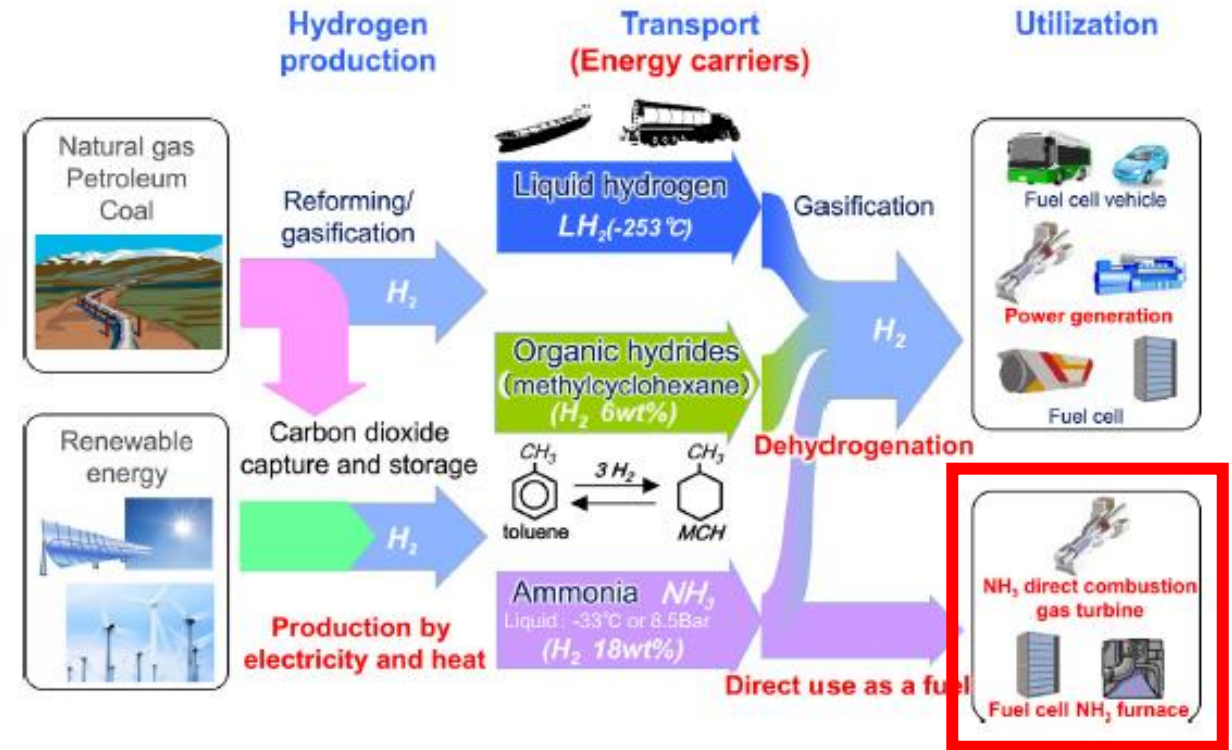 Hydrogen
production
Transport
(Energy carriers)
Utilization
Natural gas
Petroleum
Coal
Reforming/
gasification
H₂
Carbon dioxide
capture and storage
Renewable
energy
H₂
Production by
electricity and heat
Liquid hydrogen
LH₂(-253℃)
Organic hydrides
(methylcyclohexane)
(H₂ 6wt%)
CH₃
3 H₂
CH₃
toluene
MCH
Ammonia NH₃
Liquid: -33℃ or 8.5Bar
(H₂ 18wt%)
Gasification
H₂
Dehydrogenation
Direct use as a fuel
Fuel cell vehicle
Power generation
Fuel cell
NH₃ direct combustion
gas turbine
Fuel cell NH₃ furnace